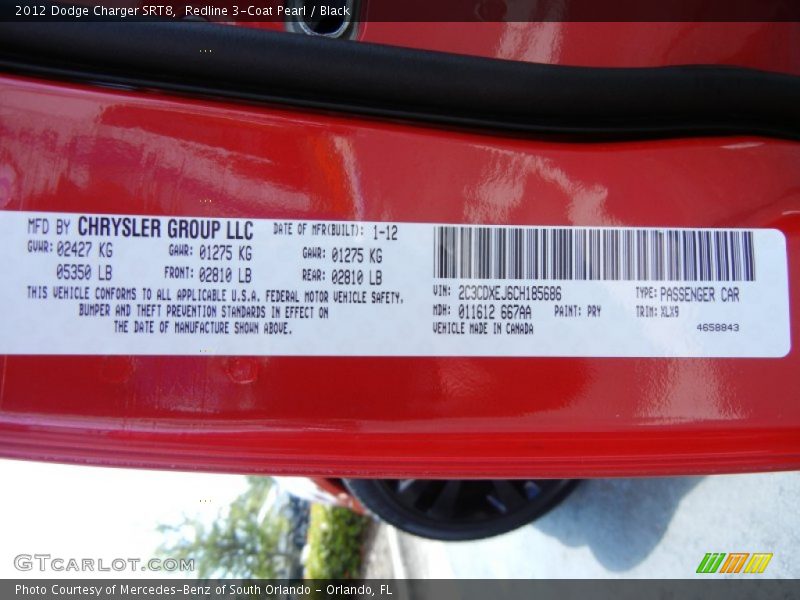 2012 Dodge Charger SRT8, Redline 3-Coat Pearl / Black
MFD BY CHRYSLER GROUP LLC DATE OF MFR(BUILT): 1-12
GVWR: 02427 KG GAWR: 01275 KG GAWR: 01275 KG
05350 LB FRONT: 02810 LB REAR: 02810 LB
THIS VEHICLE CONFORMS TO ALL APPLICABLE U.S.A. FEDERAL MOTOR VEHICLE SAFETY,
BUMPER AND THEFT PREVENTION STANDARDS IN EFFECT ON
THE DATE OF MANUFACTURE SHOWN ABOVE.
VIN: 2C3CDXEJ6CH185686 TYPE: PASSENGER CAR
MDH: 011612 667AA PAINT: PRY TRIM: XLX9
VEHICLE MADE IN CANADA 4658843
GTCarlot.com
Photo Courtesy of Mercedes-Benz of South Orlando - Orlando, FL